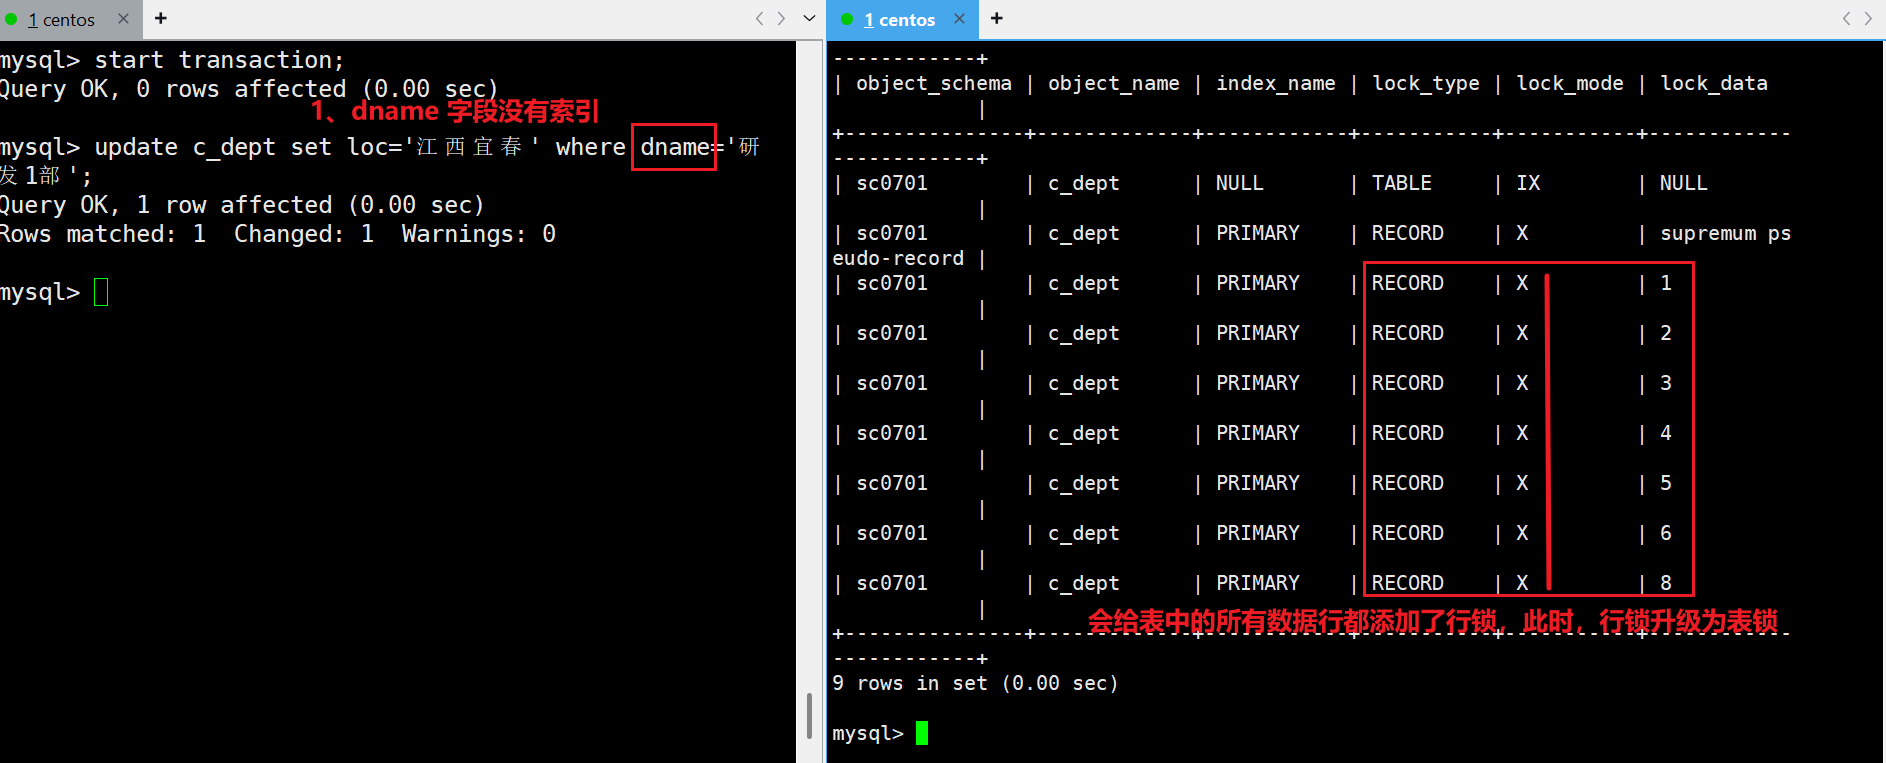 1 centos
mysql> start transaction;
Query OK, 0 rows affected (0.00 sec)
1、dname 字段没有索引
mysql> update c_dept set loc='江西宜春' where dname='研
发1部';
Query OK, 1 row affected (0.00 sec)
Rows matched: 1  Changed: 1  Warnings: 0
mysql>
1 centos
------------+
| object_schema | object_name | index_name | lock_type | lock_mode | lock_data
            |
+---------------+-------------+------------+-----------+-----------+------------
------------+
| sc0701        | c_dept      | NULL       | TABLE     | IX        | NULL
            |
| sc0701        | c_dept      | PRIMARY    | RECORD    | X         | supremum ps
eudo-record |
| sc0701        | c_dept      | PRIMARY    | RECORD    | X         | 1
            |
| sc0701        | c_dept      | PRIMARY    | RECORD    | X         | 2
            |
| sc0701        | c_dept      | PRIMARY    | RECORD    | X         | 3
            |
| sc0701        | c_dept      | PRIMARY    | RECORD    | X         | 4
            |
| sc0701        | c_dept      | PRIMARY    | RECORD    | X         | 5
            |
| sc0701        | c_dept      | PRIMARY    | RECORD    | X         | 6
            |
| sc0701        | c_dept      | PRIMARY    | RECORD    | X         | 8
            |
会给表中的所有数据行都添加了行锁，此时，行锁升级为表锁
+---------------+-------------+------------+-----------+-----------+------------
------------+
9 rows in set (0.00 sec)
mysql>